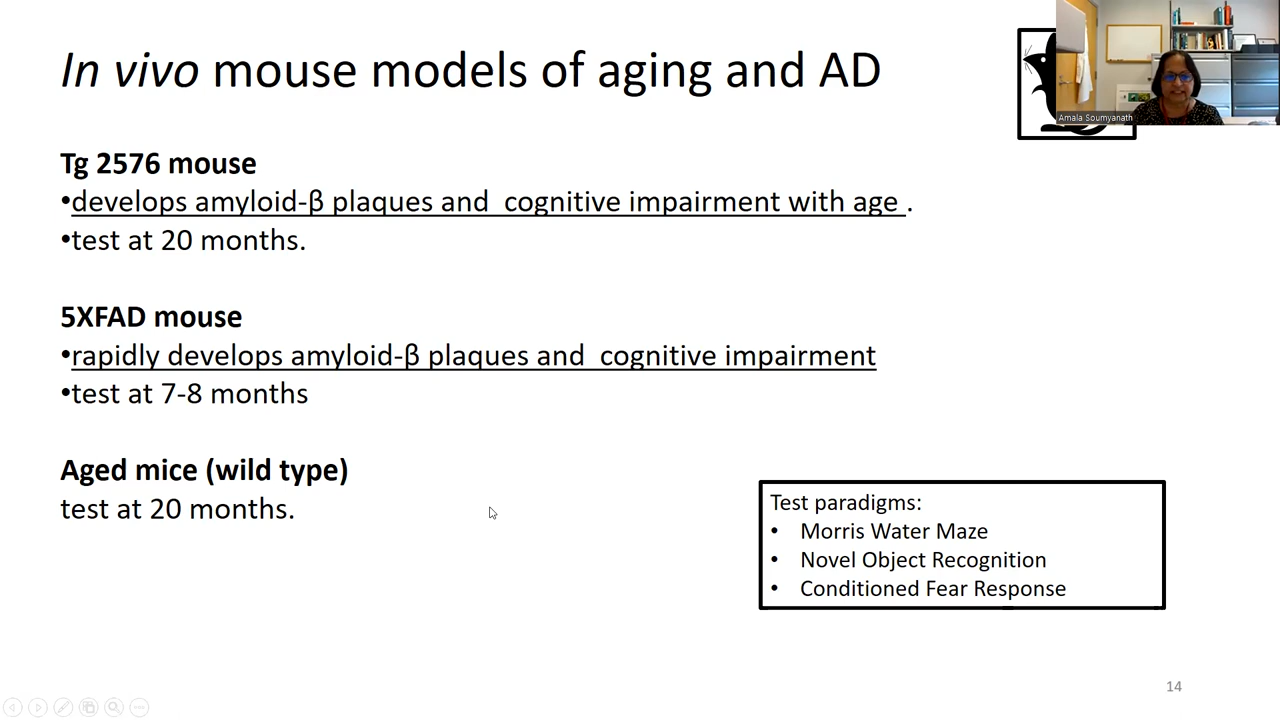 In vivo mouse models of aging and AD
Amala Soumyanath
Tg 2576 mouse
•develops amyloid-β plaques and  cognitive impairment with age .
•test at 20 months.
5XFAD mouse
•rapidly develops amyloid-β plaques and  cognitive impairment
•test at 7-8 months
Aged mice (wild type)
test at 20 months.
Test paradigms:
• Morris Water Maze
• Novel Object Recognition
• Conditioned Fear Response
14